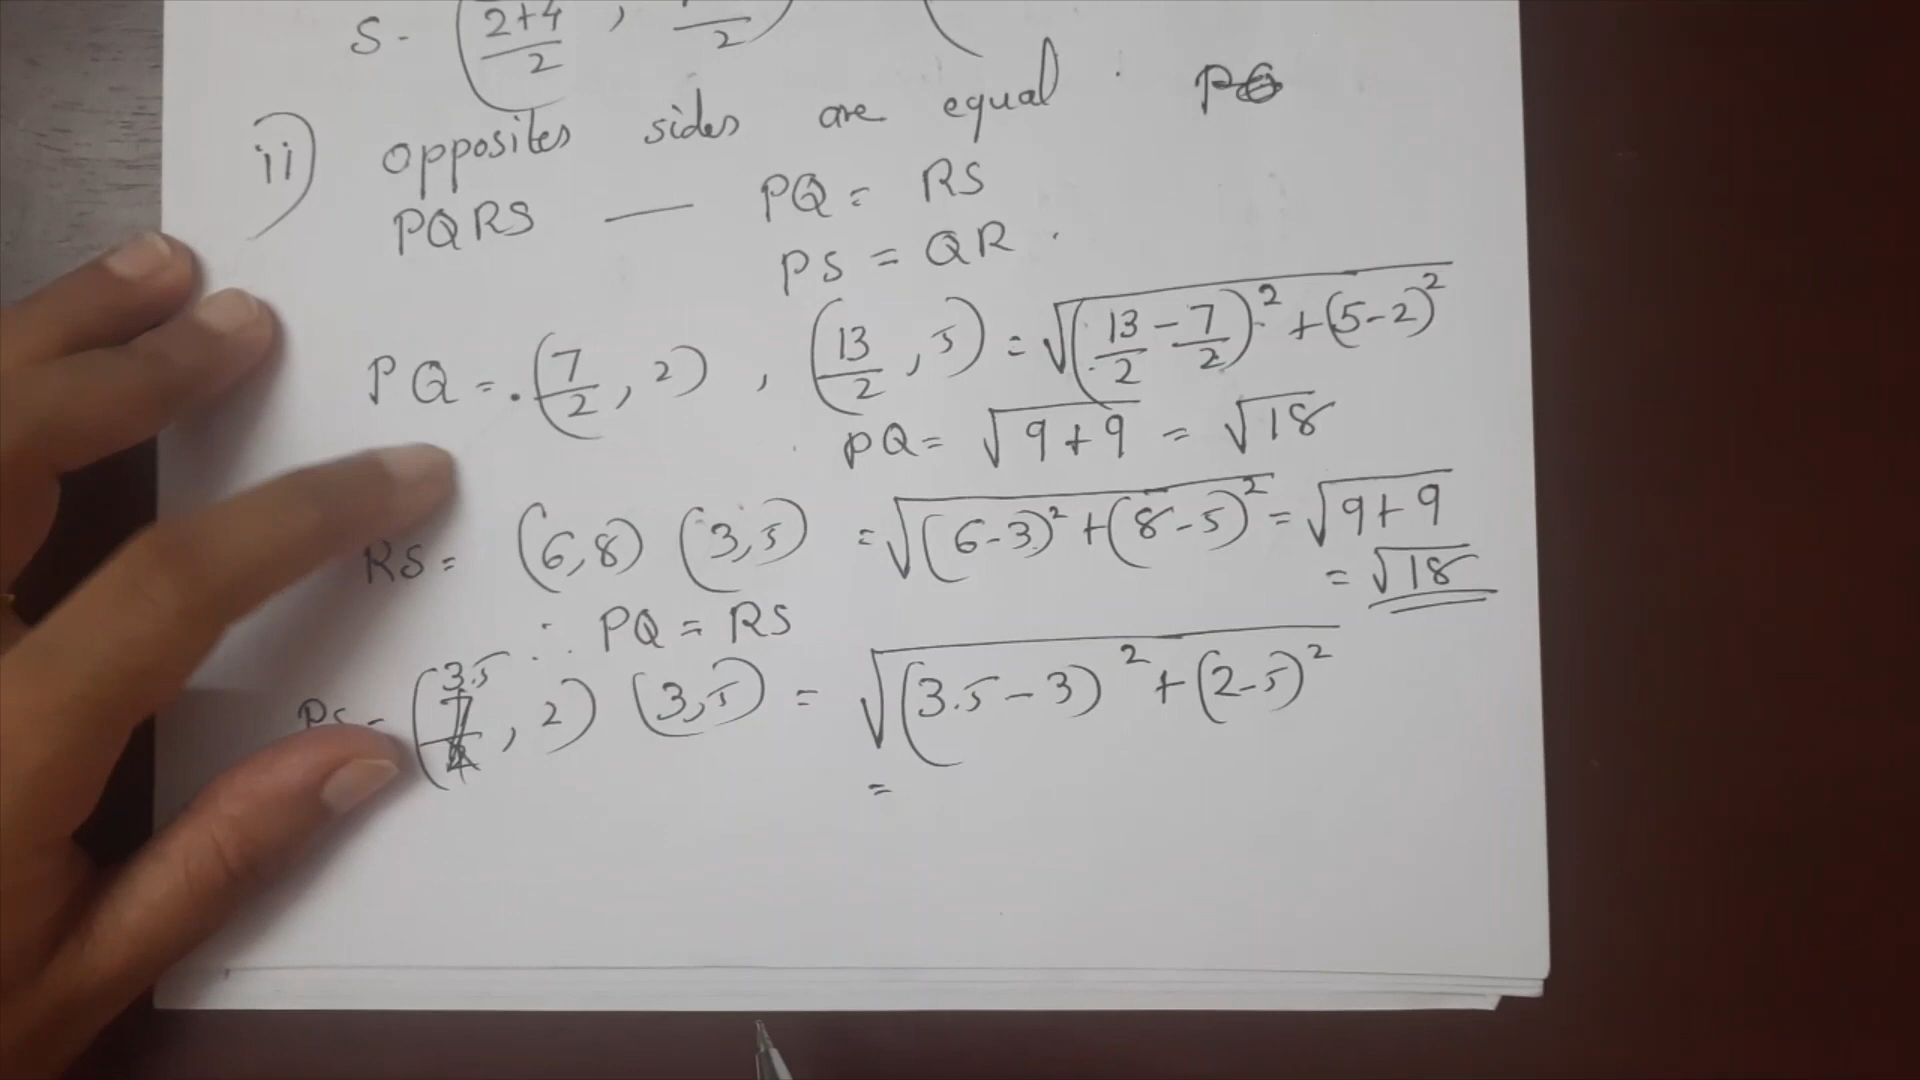 S - (2+4/2 , /2) (
ii) opposites sides are equal . PQ
PQRS — PQ = RS
PS = QR .
PQ = . (7/2, 2) , (13/2, 5) = √((13/2 - 7/2)² + (5-2)²
PQ = √9+9 = √18
RS = (6,8) (3,5) = √(6-3)² + (8-5)² = √9+9
= √18
∴ PQ = RS
PS = (3.5, 2) (3,5) = √(3.5-3)² + (2-5)²
=